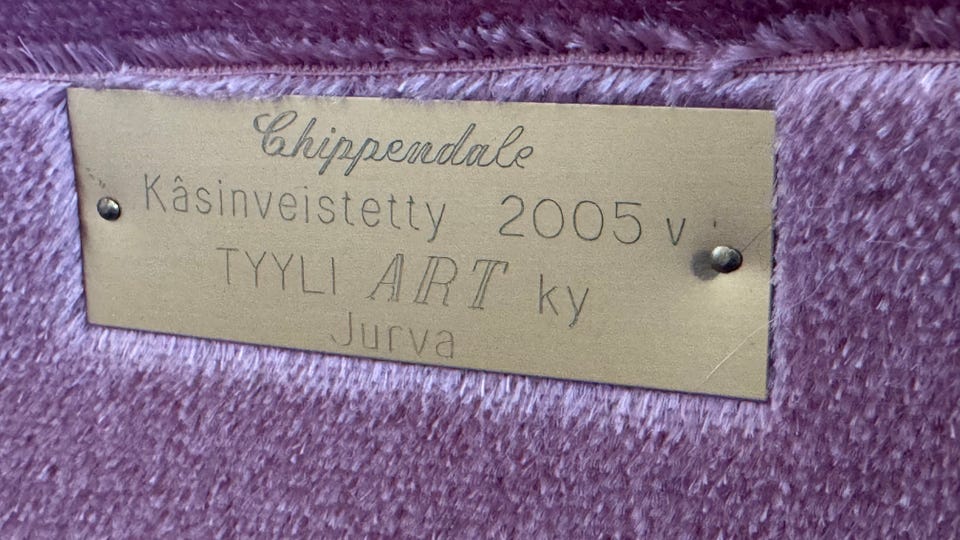 Chippendale
Kâsinveistetty 2005 v
TYYLI ART ky
Jurva